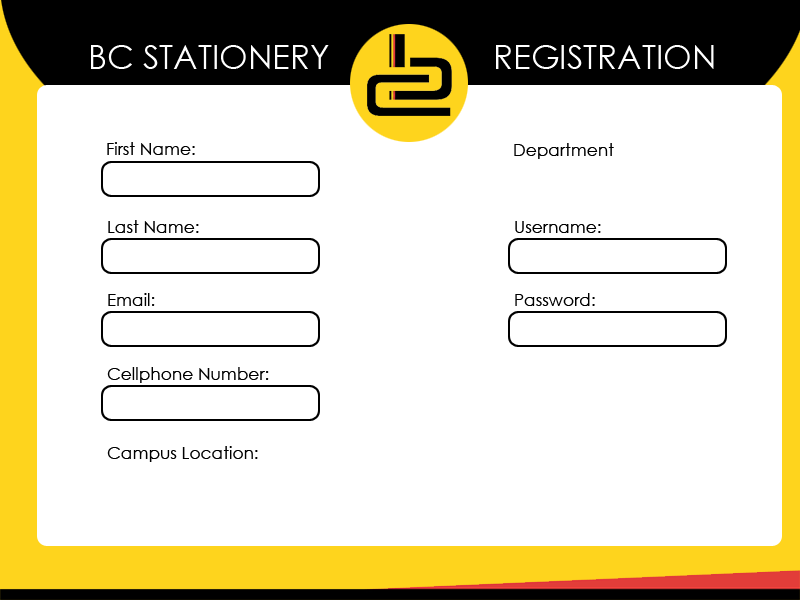 BC STATIONERY REGISTRATION
First Name:
Department
Last Name:
Username:
Email:
Password:
Cellphone Number:
Campus Location: